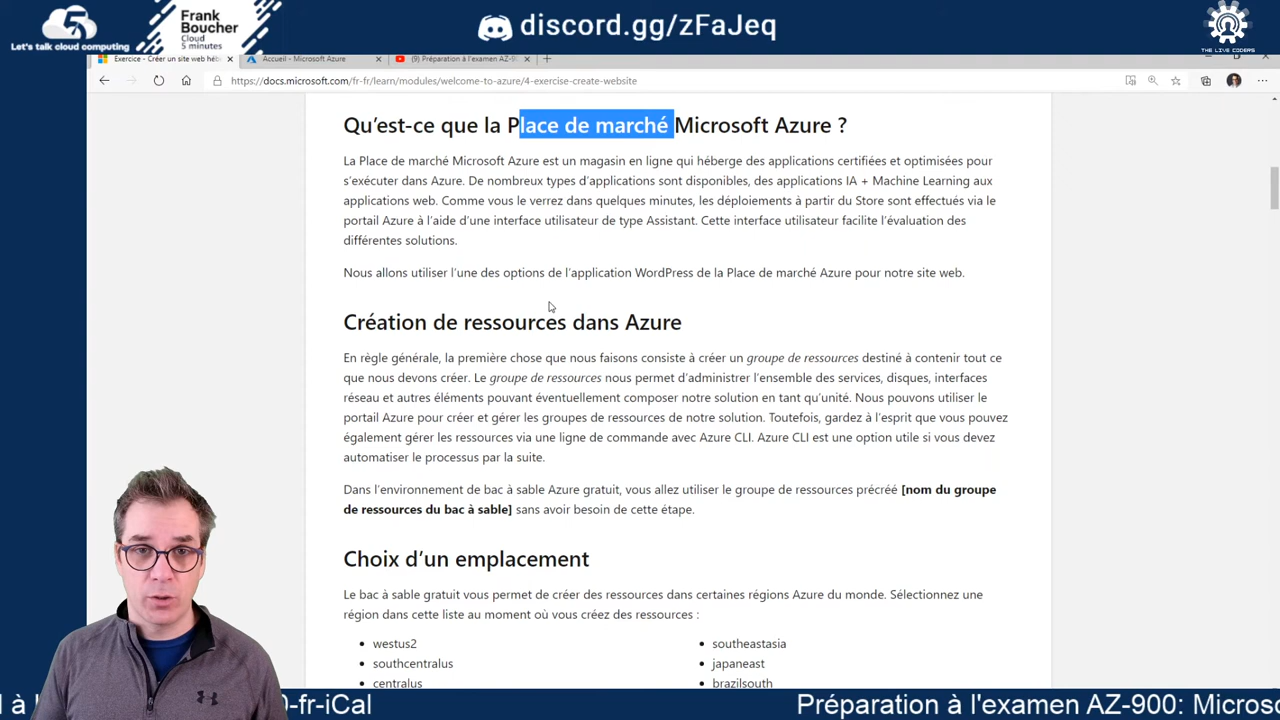 Let's talk cloud computing
Frank
Boucher
Cloud
5 minutes
discord.gg/zFaJeq
THE LIVE CODERS
Exercice - Créer un site web héb
Accueil - Microsoft Azure
(9) Préparation à l'examen AZ-9
https://docs.microsoft.com/fr-fr/learn/modules/welcome-to-azure/4-exercise-create-website
Qu'est-ce que la Place de marché Microsoft Azure ?
La Place de marché Microsoft Azure est un magasin en ligne qui héberge des applications certifiées et optimisées pour
s'exécuter dans Azure. De nombreux types d'applications sont disponibles, des applications IA + Machine Learning aux
applications web. Comme vous le verrez dans quelques minutes, les déploiements à partir du Store sont effectués via le
portail Azure à l'aide d'une interface utilisateur de type Assistant. Cette interface utilisateur facilite l'évaluation des
différentes solutions.
Nous allons utiliser l'une des options de l'application WordPress de la Place de marché Azure pour notre site web.
Création de ressources dans Azure
En règle générale, la première chose que nous faisons consiste à créer un groupe de ressources destiné à contenir tout ce
que nous devons créer. Le groupe de ressources nous permet d'administrer l'ensemble des services, disques, interfaces
réseau et autres éléments pouvant éventuellement composer notre solution en tant qu'unité. Nous pouvons utiliser le
portail Azure pour créer et gérer les groupes de ressources de notre solution. Toutefois, gardez à l'esprit que vous pouvez
également gérer les ressources via une ligne de commande avec Azure CLI. Azure CLI est une option utile si vous devez
automatiser le processus par la suite.
Dans l'environnement de bac à sable Azure gratuit, vous allez utiliser le groupe de ressources précréé [nom du groupe
de ressources du bac à sable] sans avoir besoin de cette étape.
Choix d'un emplacement
Le bac à sable gratuit vous permet de créer des ressources dans certaines régions Azure du monde. Sélectionnez une
région dans cette liste au moment où vous créez des ressources :
• westus2
• southcentralus
• centralus
• southeastasia
• japaneast
• brazilsouth
0-fr-iCal
Préparation à l'examen AZ-900: Microso